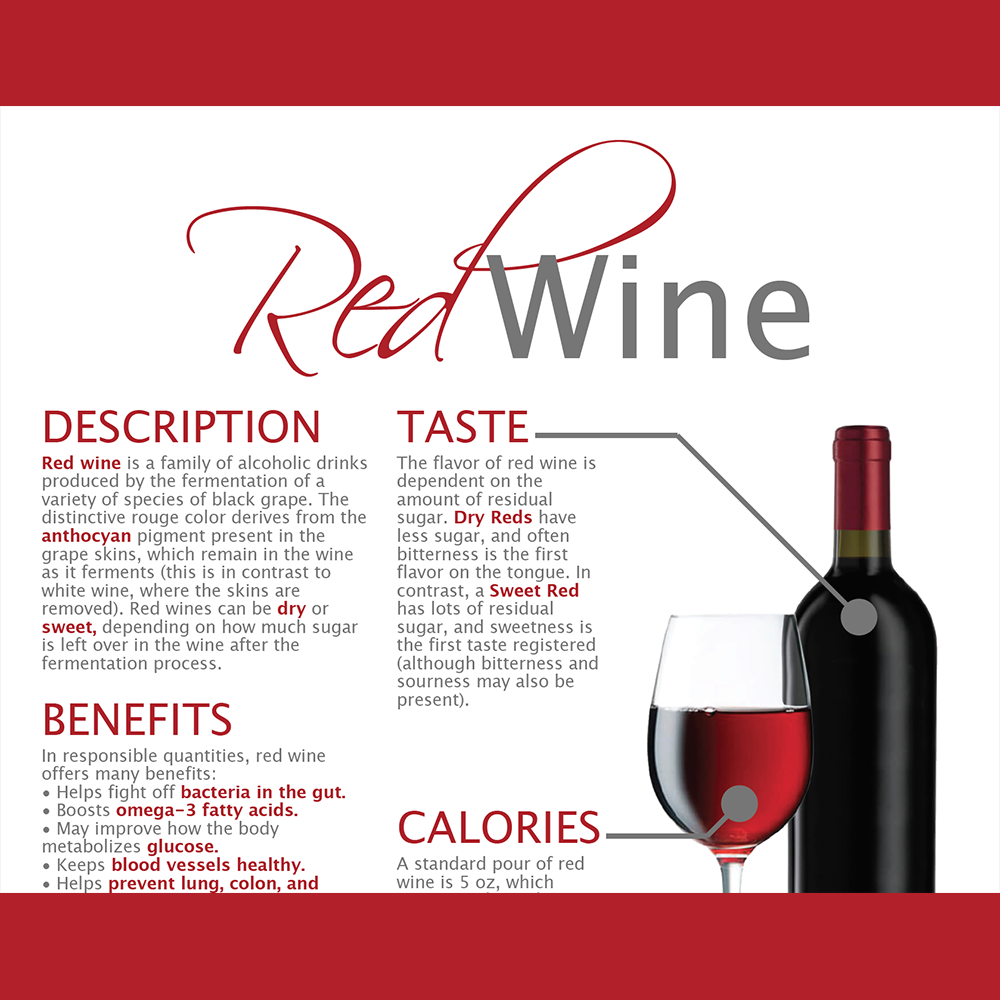 Red Wine
DESCRIPTION
Red wine is a family of alcoholic drinks
produced by the fermentation of a
variety of species of black grape. The
distinctive rouge color derives from the
anthocyan pigment present in the
grape skins, which remain in the wine
as it ferments (this is in contrast to
white wine, where the skins are
removed). Red wines can be dry or
sweet, depending on how much sugar
is left over in the wine after the
fermentation process.
BENEFITS
In responsible quantities, red wine
offers many benefits:
• Helps fight off bacteria in the gut.
• Boosts omega-3 fatty acids.
• May improve how the body
metabolizes glucose.
• Keeps blood vessels healthy.
• Helps prevent lung, colon, and
TASTE
The flavor of red wine is
dependent on the
amount of residual
sugar. Dry Reds have
less sugar, and often
bitterness is the first
flavor on the tongue. In
contrast, a Sweet Red
has lots of residual
sugar, and sweetness is
the first taste registered
(although bitterness and
sourness may also be
present).
CALORIES
A standard pour of red
wine is 5 oz, which